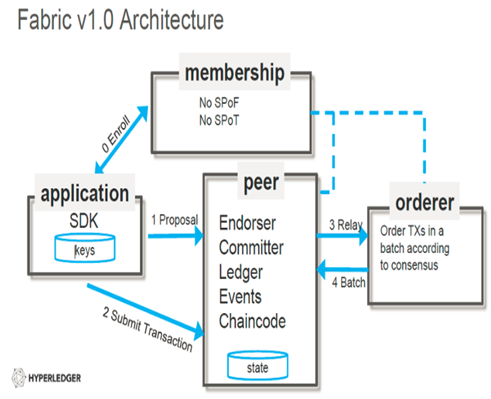 Fabric v1.0 Architecture
membership
No SPoF
No SPoT
0 Enroll
application
SDK
keys
1 Proposal
2 Submit Transaction
peer
Endorser
Committer
Ledger
Events
Chaincode
state
3 Relay
4 Batch
orderer
Order TXs in a
batch according
to consensus
HYPERLEDGER